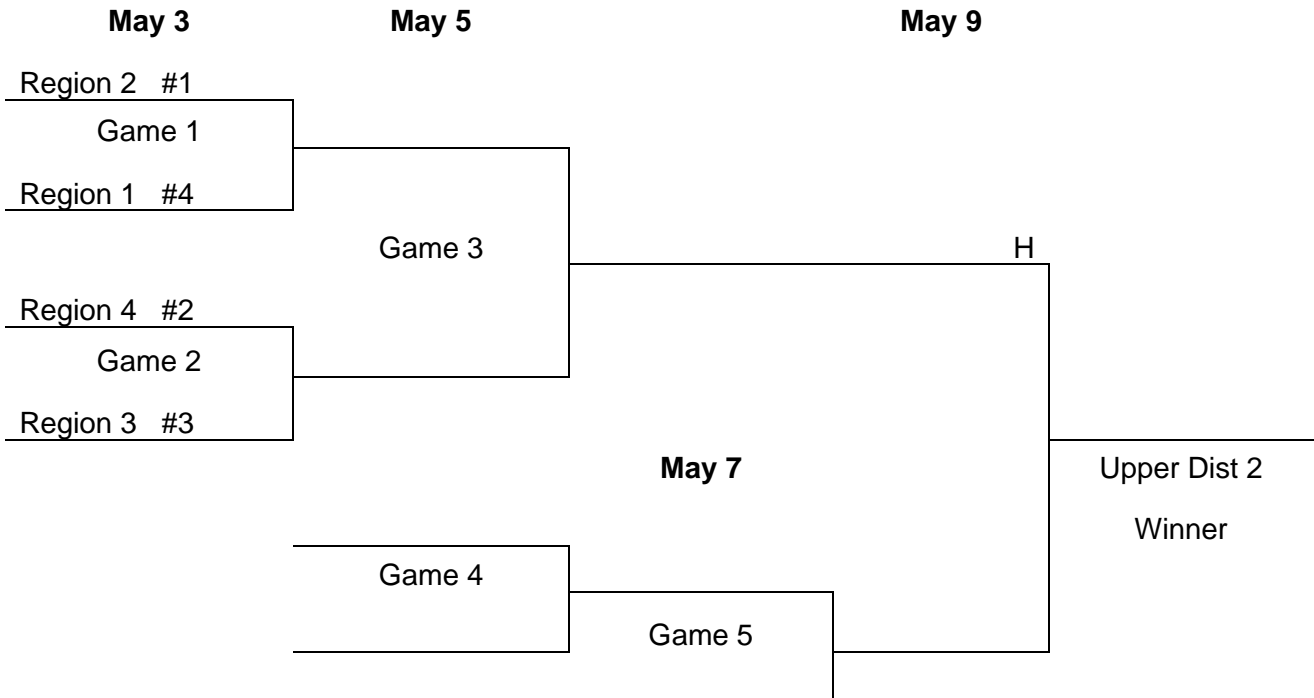 May 3 May 5 May 9
Region 2 #1
Game 1
Region 1 #4
Game 3 H
Region 4 #2
Game 2
Region 3 #3
May 7 Upper Dist 2
Winner
Game 4
Game 5